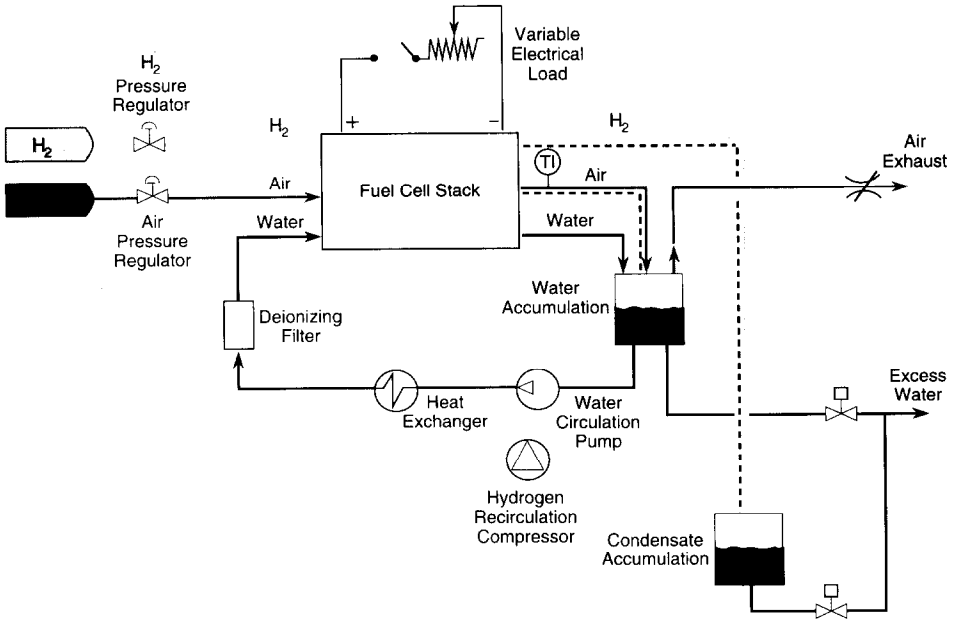 Variable
Electrical
Load
H2
Pressure
Regulator
H2
H2
+
−
H2
TI
Air
Exhaust
Air
Fuel Cell Stack
Air
Water
Water
Air
Pressure
Regulator
Water
Accumulation
Deionizing
Filter
Heat
Exchanger
Water
Circulation
Pump
Excess
Water
Hydrogen
Recirculation
Compressor
Condensate
Accumulation